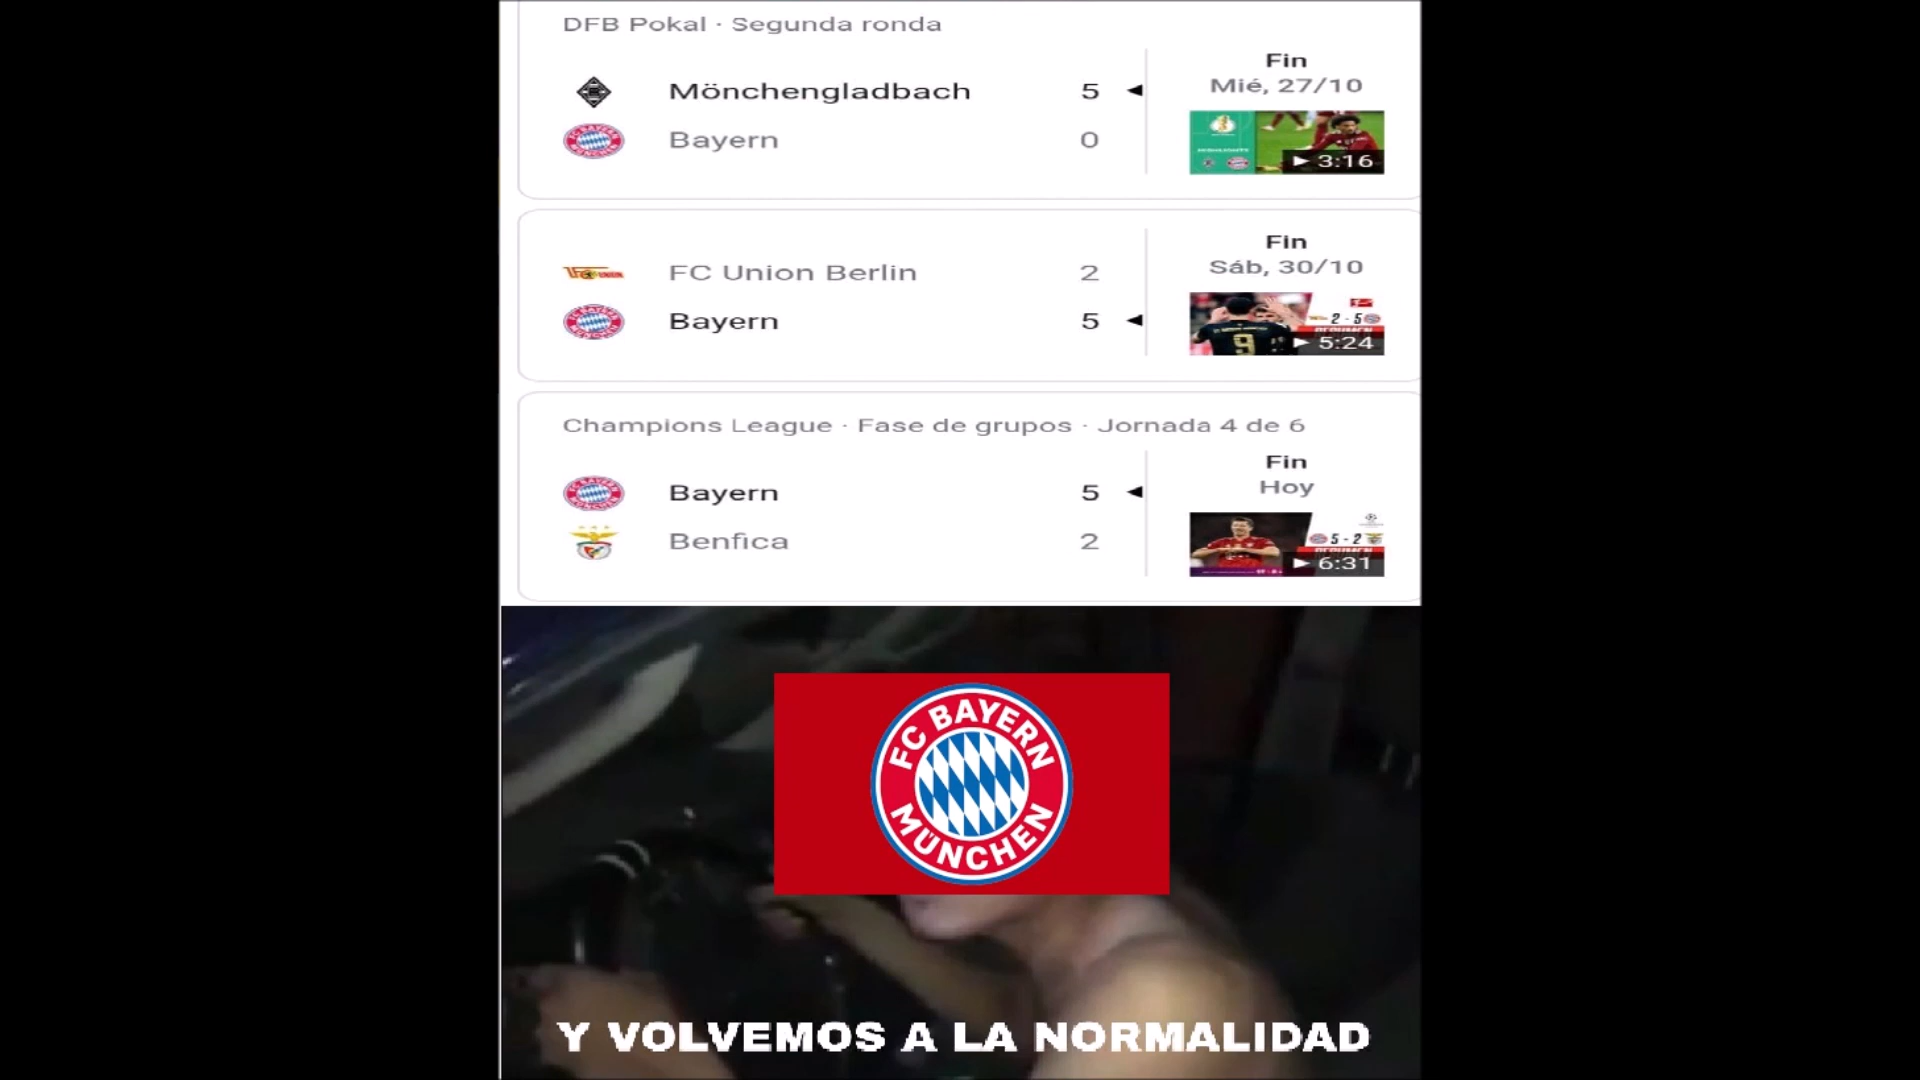 DFB Pokal · Segunda ronda
Fin
Mié, 27/10
Mönchengladbach 5
Bayern 0
3:16
Fin
Sáb, 30/10
FC Union Berlin 2
Bayern 5
2 - 5
5:24
Champions League · Fase de grupos · Jornada 4 de 6
Fin
Hoy
Bayern 5
Benfica 2
5 - 2
6:31
FC BAYERN
MÜNCHEN
Y VOLVEMOS A LA NORMALIDAD